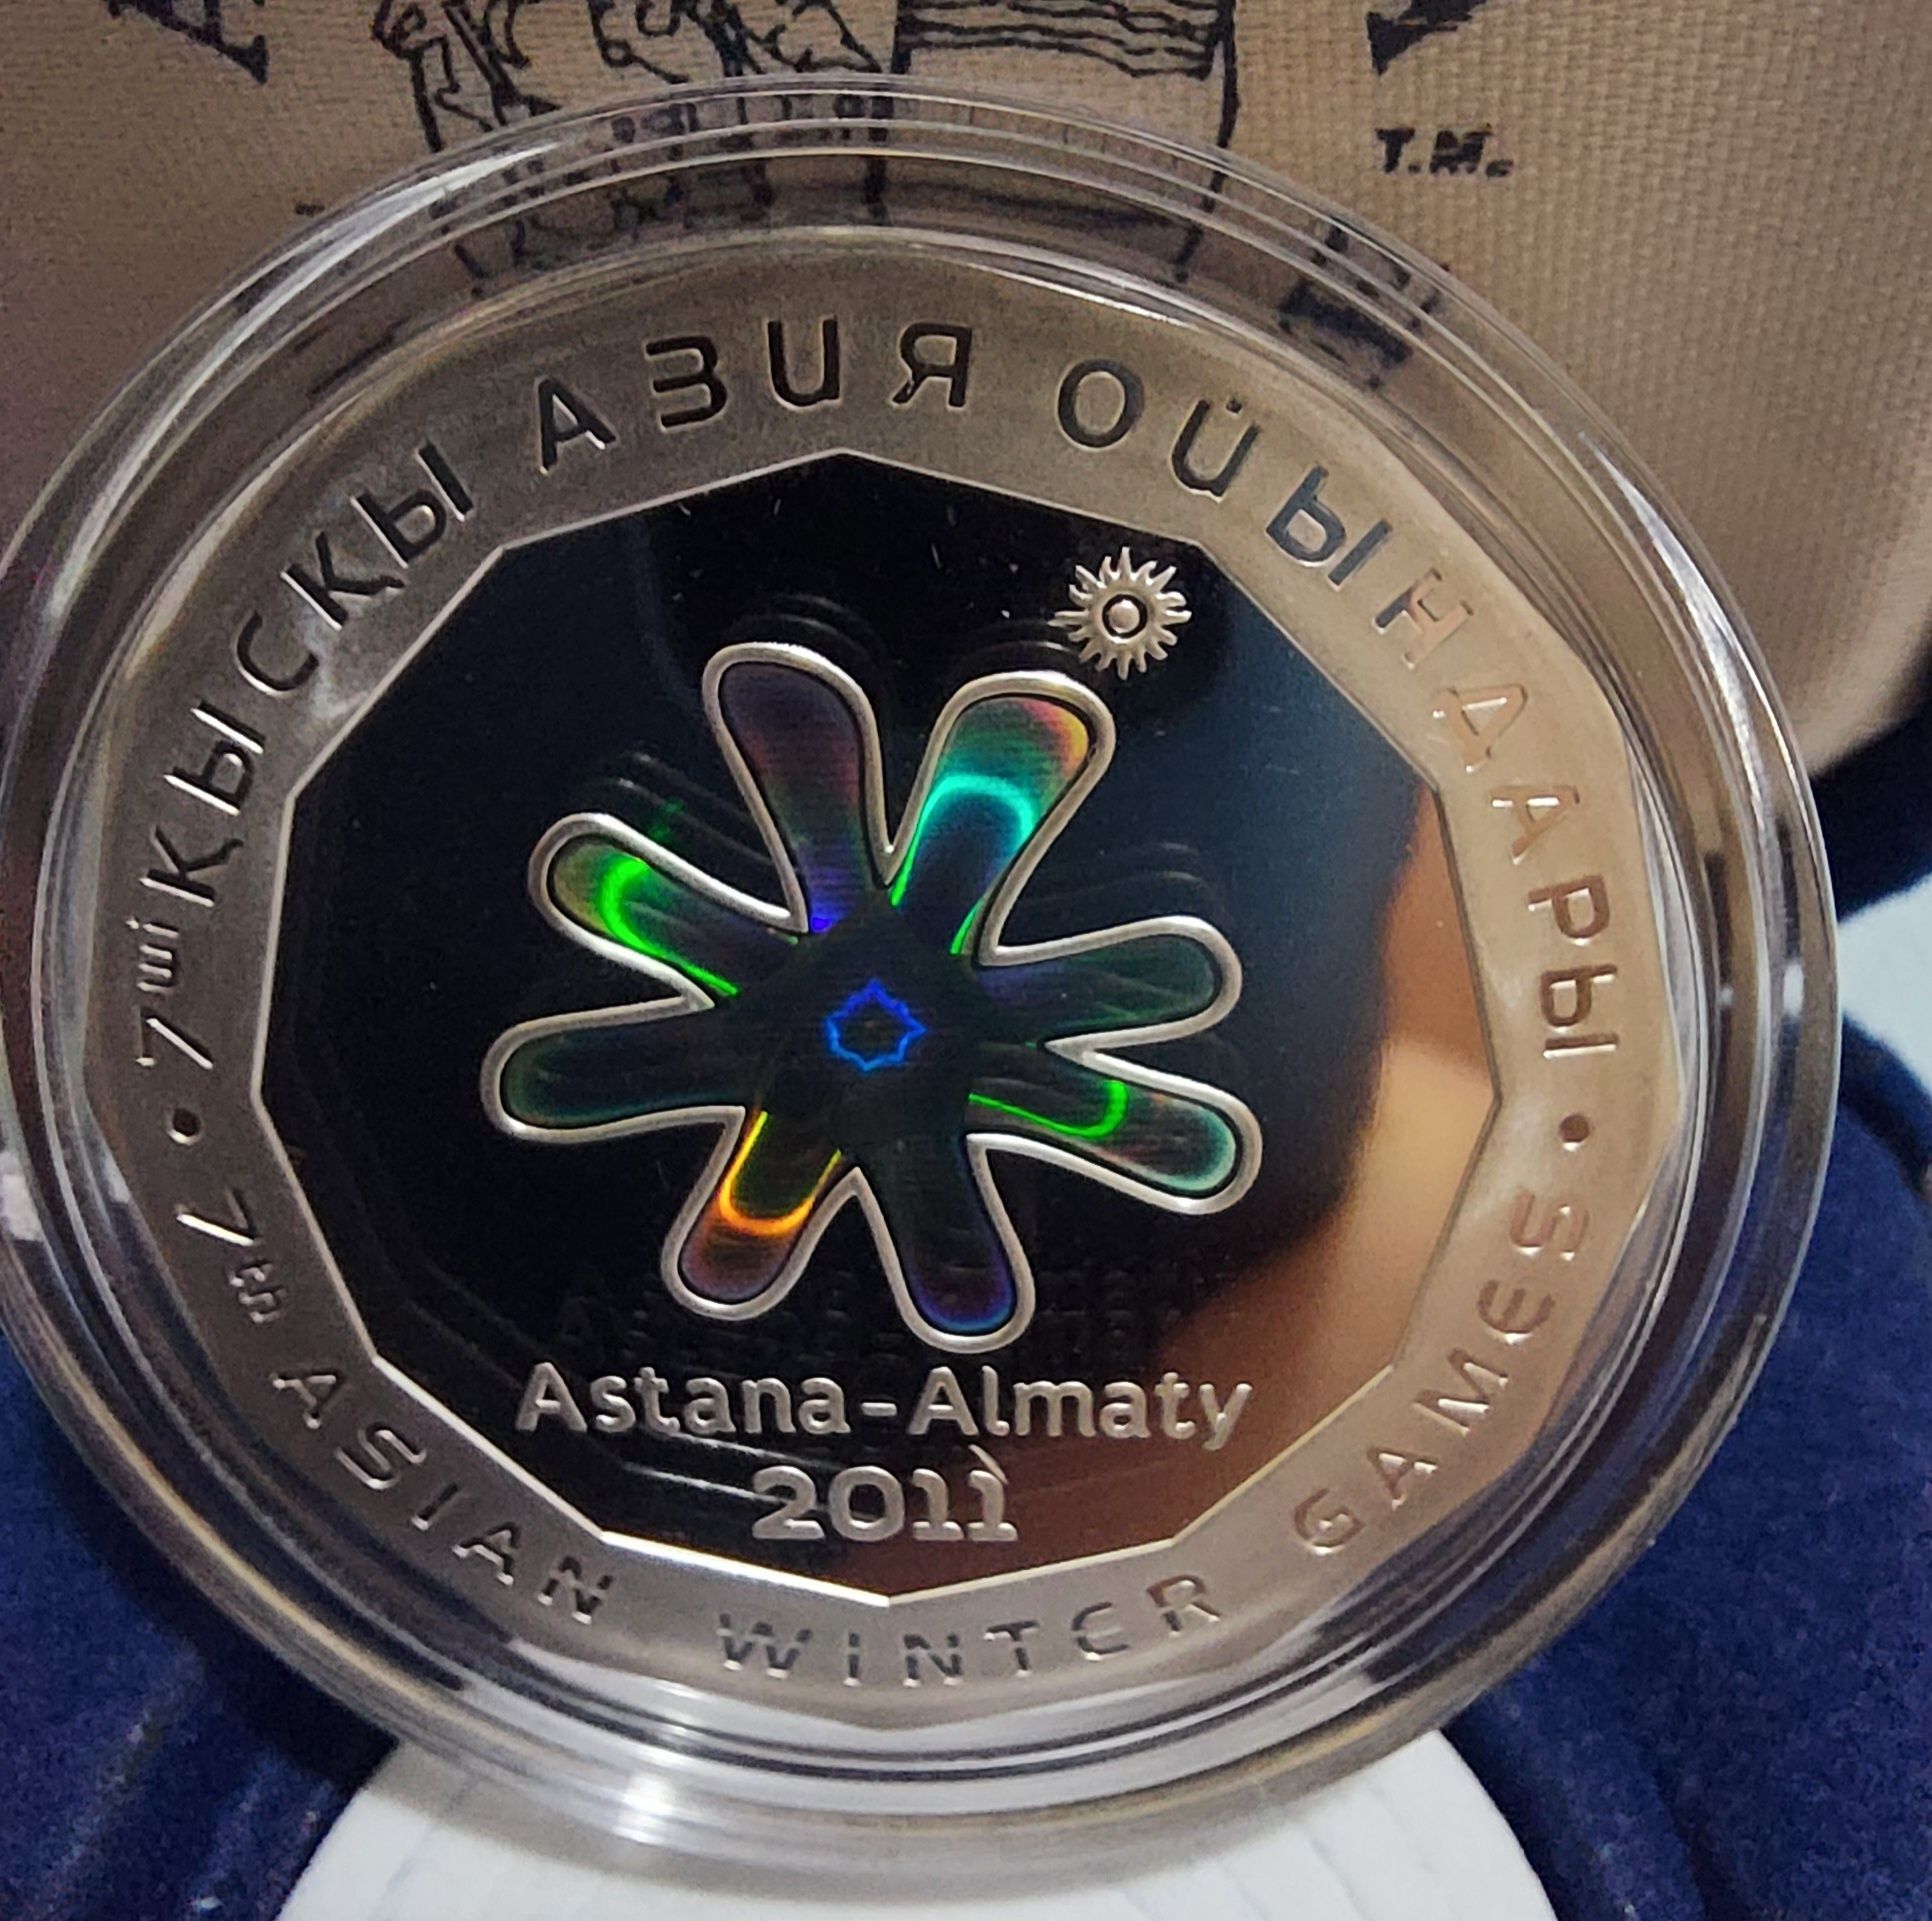 T.M.
7ші ҚЫСҚЫ АЗИЯ ОЙЫНДАРЫ •
7th ASIAN WINTER GAMES •
Astana-Almaty
2011